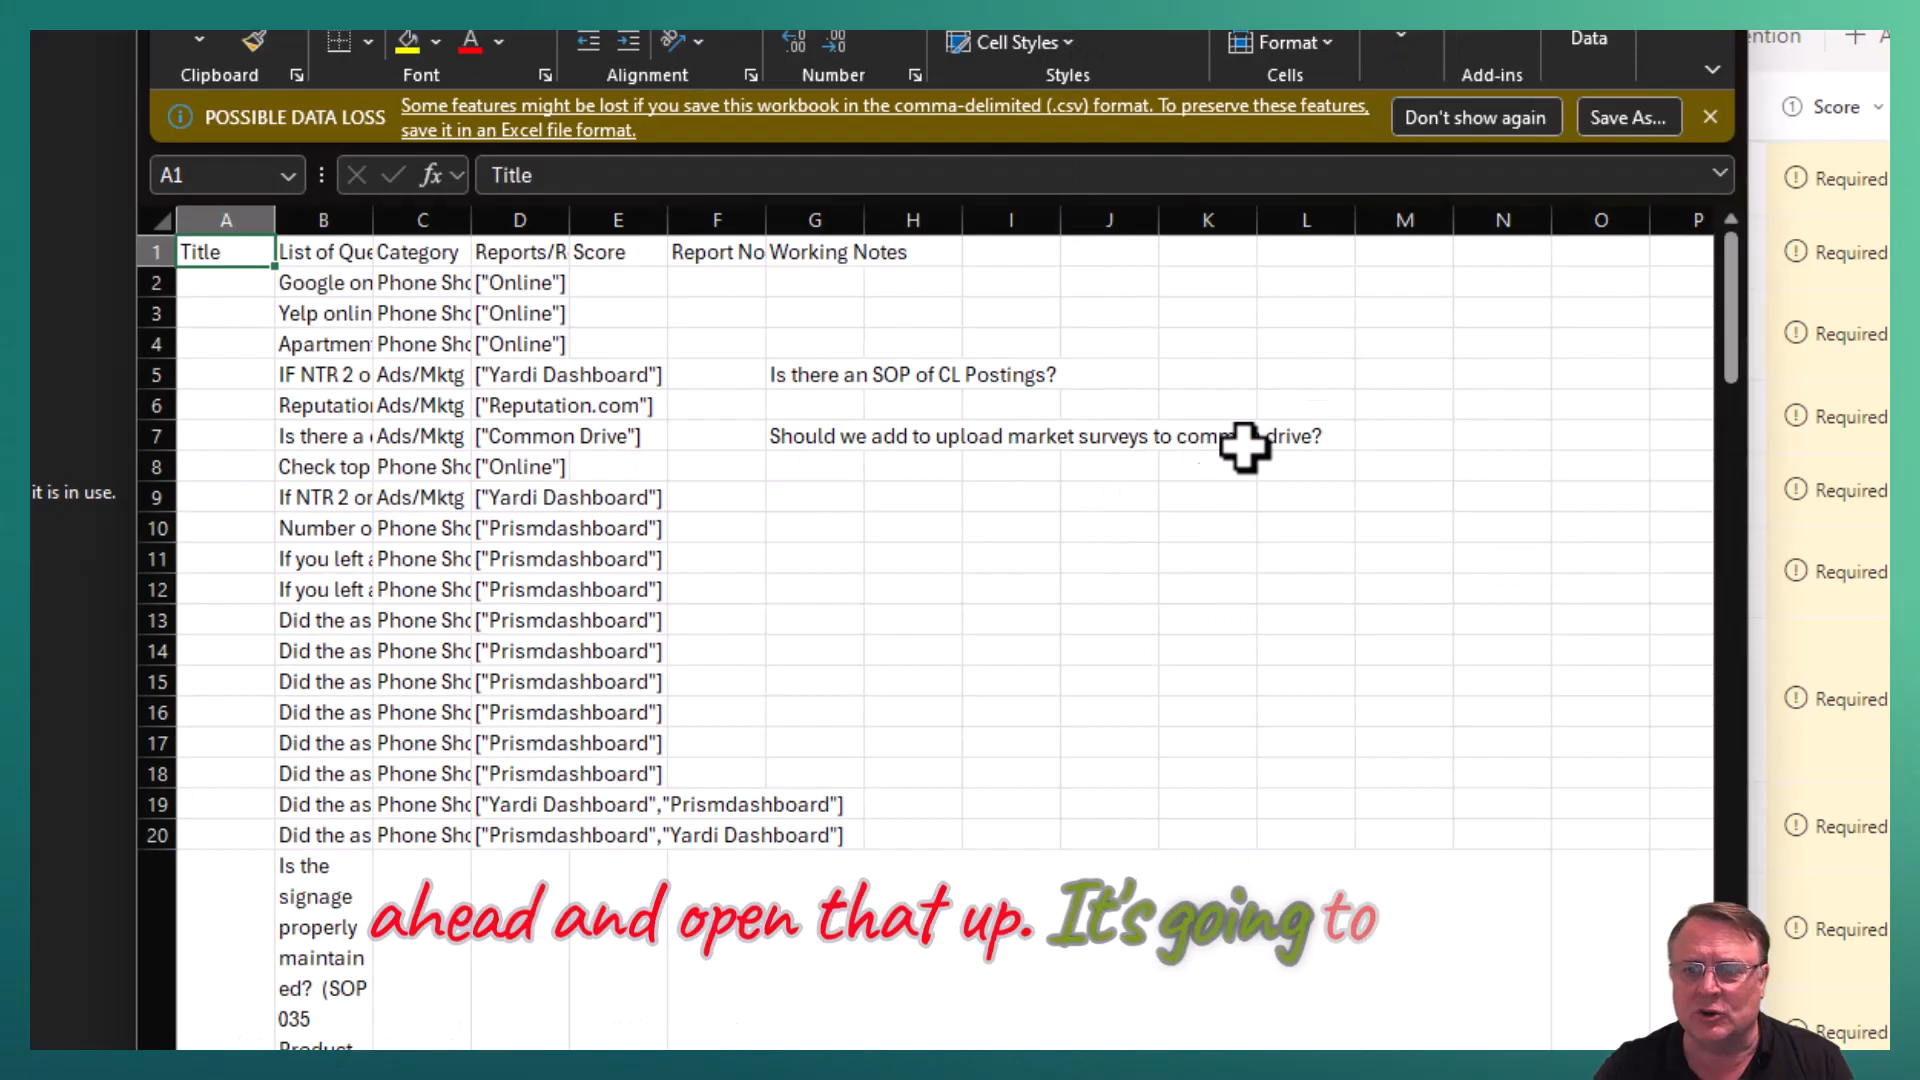 Clipboard Font Alignment Number Cell Styles Styles Format Cells Add-ins Data
POSSIBLE DATA LOSS Some features might be lost if you save this workbook in the comma-delimited (.csv) format. To preserve these features,
save it in an Excel file format. Don't show again Save As...
Score
A1 fx Title
Required
A B C D E F G H I J K L M N O P
1 Title List of Que Category Reports/R Score Report No Working Notes
Required
2 Google on Phone Sho ["Online"]
3 Yelp onlin Phone Sho ["Online"]
Required
4 Apartmen Phone Sho ["Online"]
5 IF NTR 2 o Ads/Mktg ["Yardi Dashboard"] Is there an SOP of CL Postings?
6 Reputation Ads/Mktg ["Reputation.com"]
Required
7 Is there a Ads/Mktg ["Common Drive"] Should we add to upload market surveys to drive?
8 Check top Phone Sho ["Online"]
it is in use.
Required
9 If NTR 2 or Ads/Mktg ["Yardi Dashboard"]
10 Number o Phone Sho ["Prismdashboard"]
11 If you left a Phone Sho ["Prismdashboard"]
Required
12 If you left a Phone Sho ["Prismdashboard"]
13 Did the as Phone Sho ["Prismdashboard"]
14 Did the as Phone Sho ["Prismdashboard"]
15 Did the as Phone Sho ["Prismdashboard"]
Required
16 Did the as Phone Sho ["Prismdashboard"]
17 Did the as Phone Sho ["Prismdashboard"]
18 Did the as Phone Sho ["Prismdashboard"]
19 Did the as Phone Sho ["Yardi Dashboard","Prismdashboard"]
Required
20 Did the as Phone Sho ["Prismdashboard","Yardi Dashboard"]
Is the
signage
properly
maintain
ed? (SOP
035
Product
ahead and open that up. It's going to
Required
Required